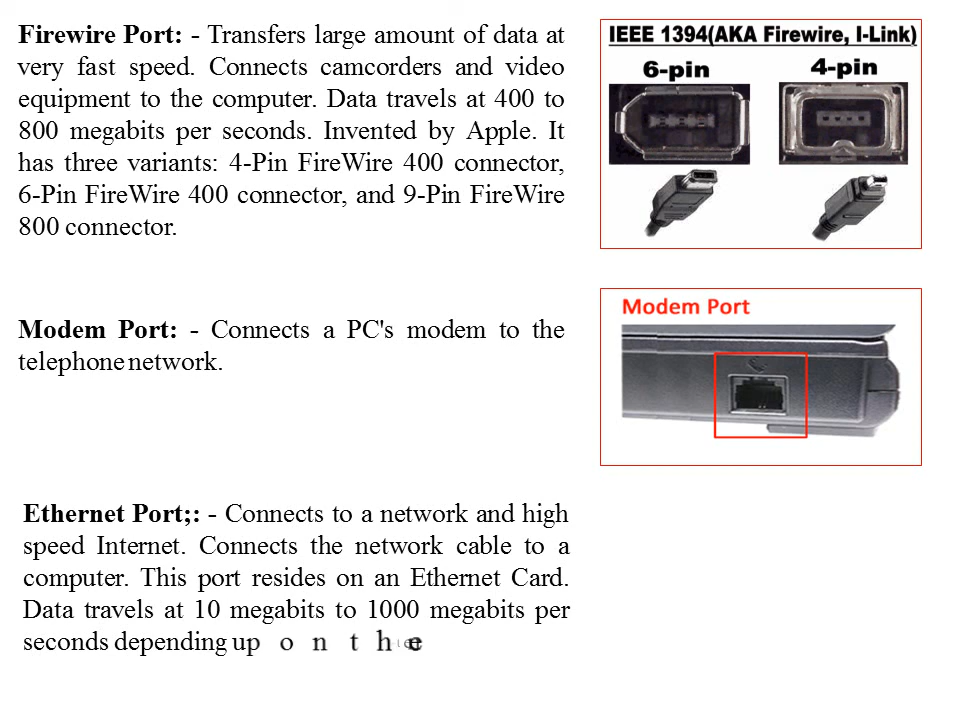 Firewire Port: - Transfers large amount of data at
very fast speed. Connects camcorders and video
equipment to the computer. Data travels at 400 to
800 megabits per seconds. Invented by Apple. It
has three variants: 4-Pin FireWire 400 connector,
6-Pin FireWire 400 connector, and 9-Pin FireWire
800 connector.
IEEE 1394(AKA Firewire, I-Link)
6-pin 4-pin
Modem Port: - Connects a PC's modem to the
telephone network.
Modem Port
Ethernet Port;: - Connects to a network and high
speed Internet. Connects the network cable to a
computer. This port resides on an Ethernet Card.
Data travels at 10 megabits to 1000 megabits per
seconds depending upon the